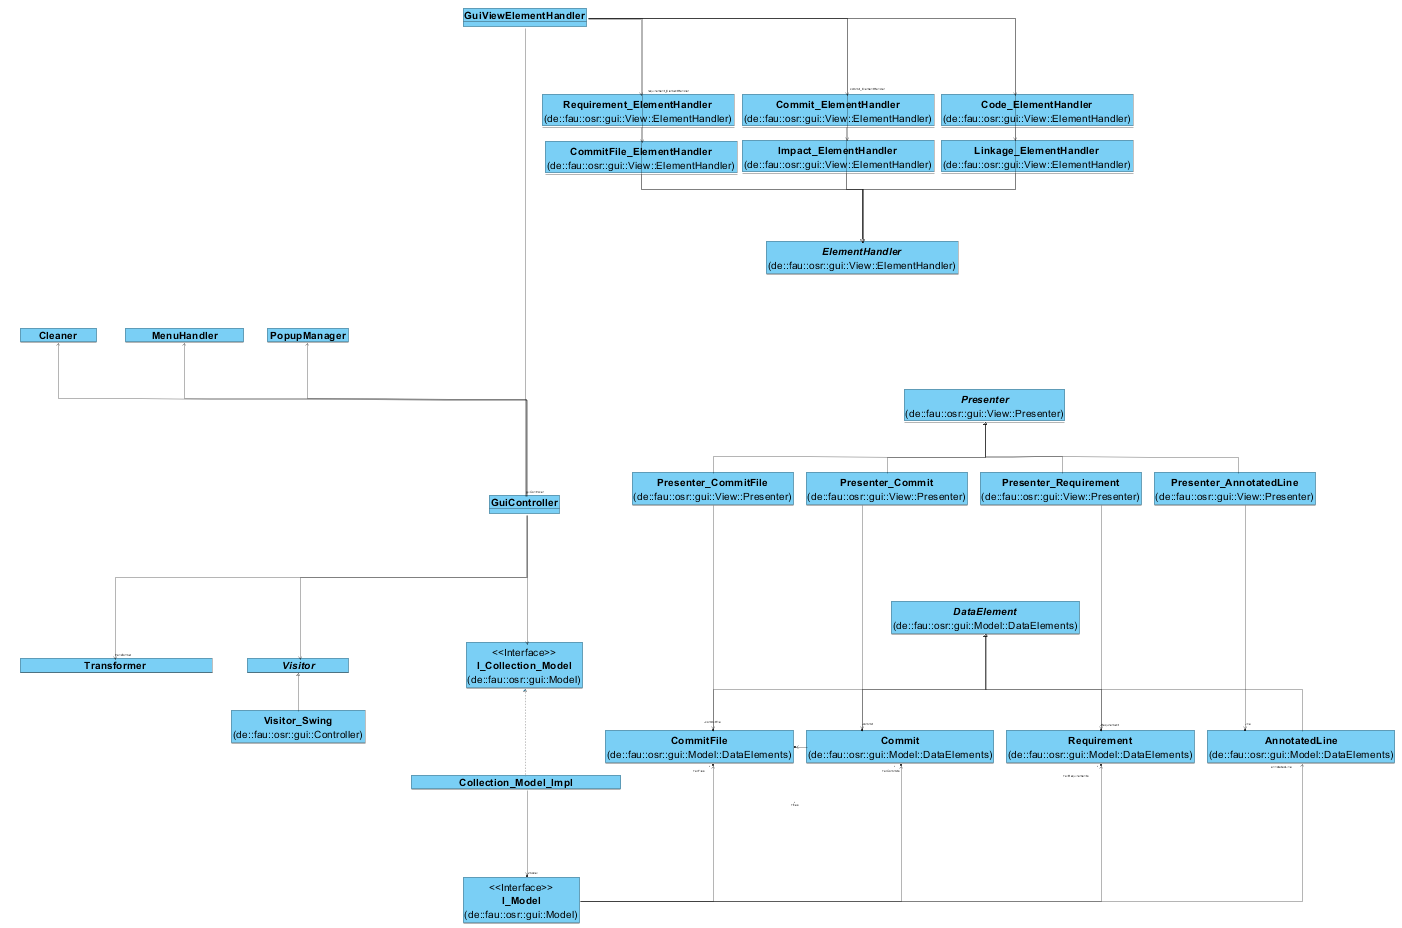 GuiViewElementHandler
Requirement_ElementHandler
(de::fau::osr::gui::View::ElementHandler)
Commit_ElementHandler
(de::fau::osr::gui::View::ElementHandler)
Code_ElementHandler
(de::fau::osr::gui::View::ElementHandler)
CommitFile_ElementHandler
(de::fau::osr::gui::View::ElementHandler)
Impact_ElementHandler
(de::fau::osr::gui::View::ElementHandler)
Linkage_ElementHandler
(de::fau::osr::gui::View::ElementHandler)
ElementHandler
(de::fau::osr::gui::View::ElementHandler)
Cleaner
MenuHandler
PopupManager
Presenter
(de::fau::osr::gui::View::Presenter)
Presenter_CommitFile
(de::fau::osr::gui::View::Presenter)
Presenter_Commit
(de::fau::osr::gui::View::Presenter)
Presenter_Requirement
(de::fau::osr::gui::View::Presenter)
Presenter_AnnotatedLine
(de::fau::osr::gui::View::Presenter)
GuiController
DataElement
(de::fau::osr::gui::Model::DataElements)
Transformer
Visitor
<<Interface>>
I_Collection_Model
(de::fau::osr::gui::Model)
Visitor_Swing
(de::fau::osr::gui::Controller)
CommitFile
(de::fau::osr::gui::Model::DataElements)
Commit
(de::fau::osr::gui::Model::DataElements)
Requirement
(de::fau::osr::gui::Model::DataElements)
AnnotatedLine
(de::fau::osr::gui::Model::DataElements)
Collection_Model_Impl
<<Interface>>
I_Model
(de::fau::osr::gui::Model)